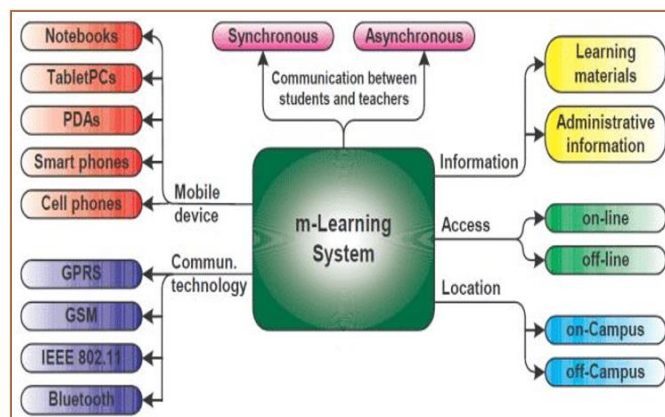 Notebooks
TabletPCs
PDAs
Smart phones
Cell phones
Mobile
device
GPRS
GSM
IEEE 802.11
Bluetooth
Commun.
technology
Synchronous
Asynchronous
Communication between
students and teachers
m-Learning
System
Information
Learning
materials
Administrative
information
Access
on-line
off-line
Location
on-Campus
off-Campus